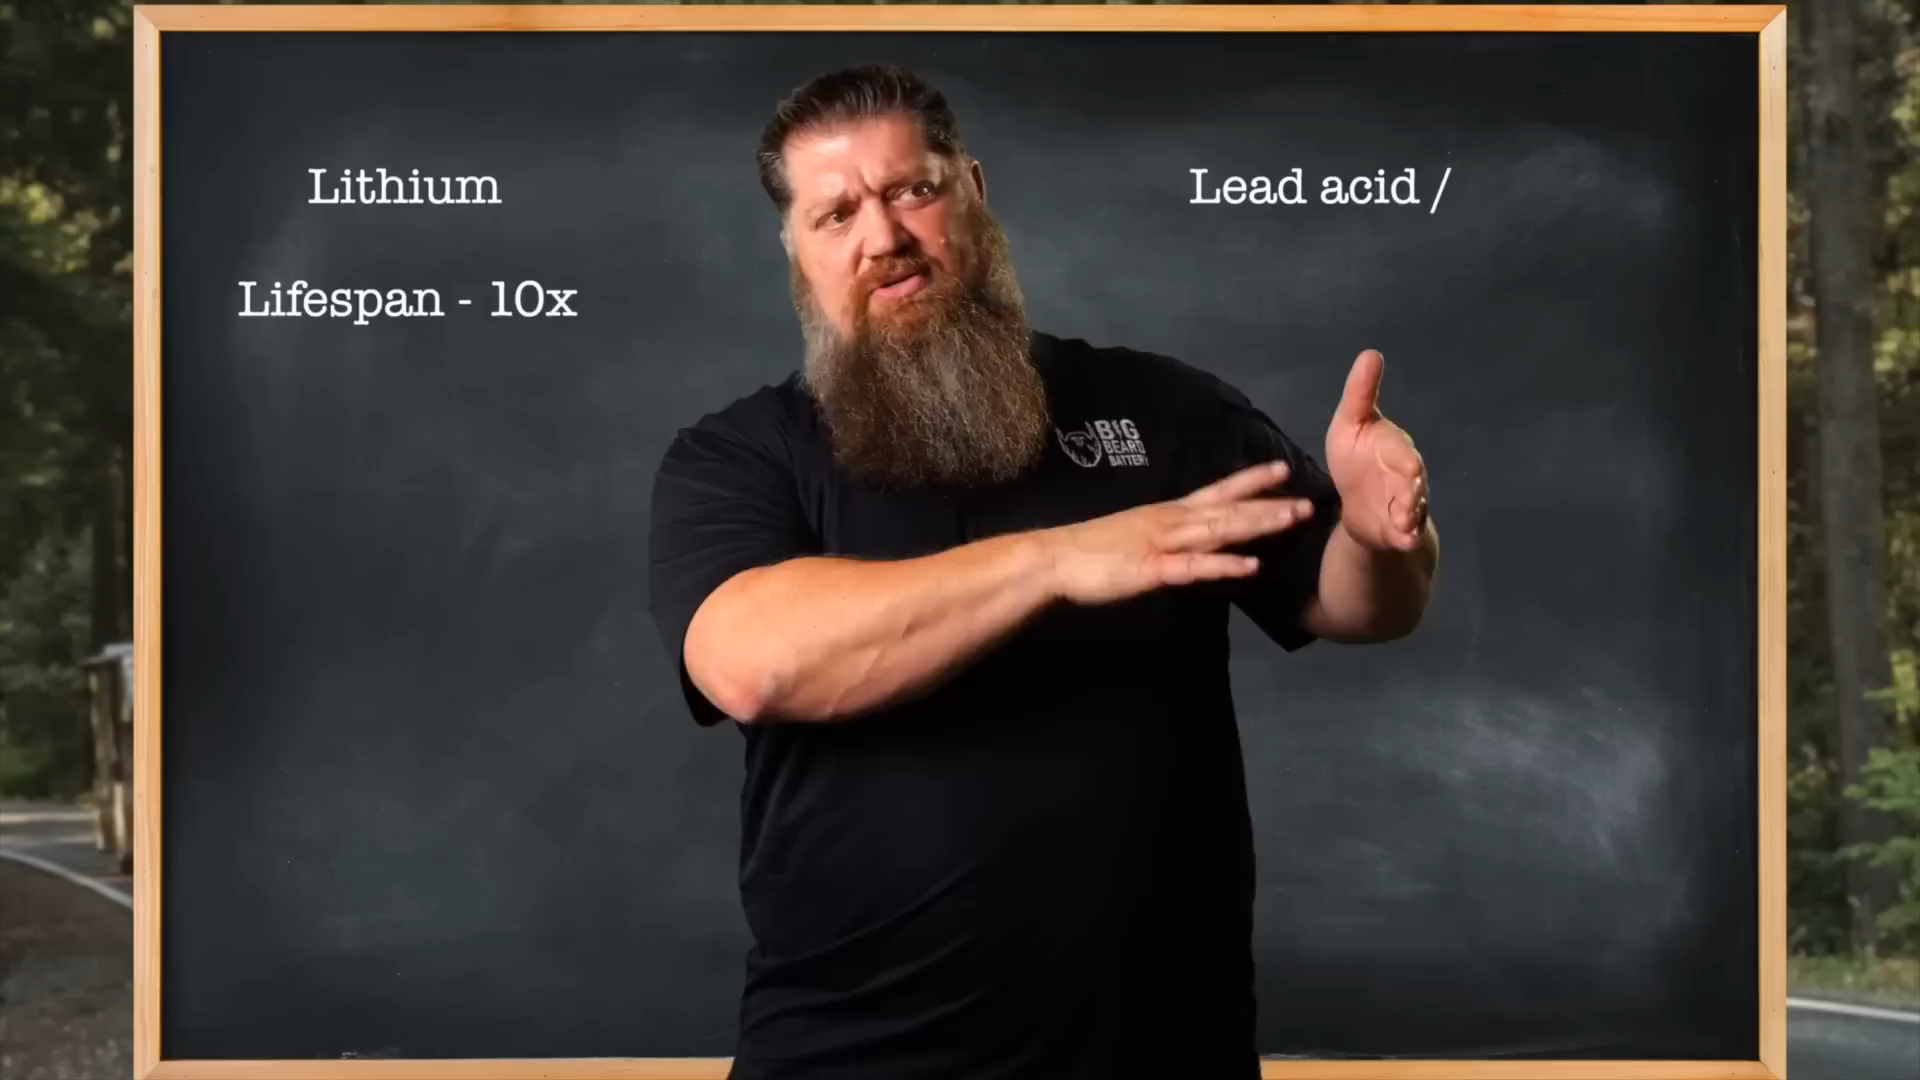 Lithium
Lead acid /
Lifespan - 10x
BIG
BEARD
BATTERY